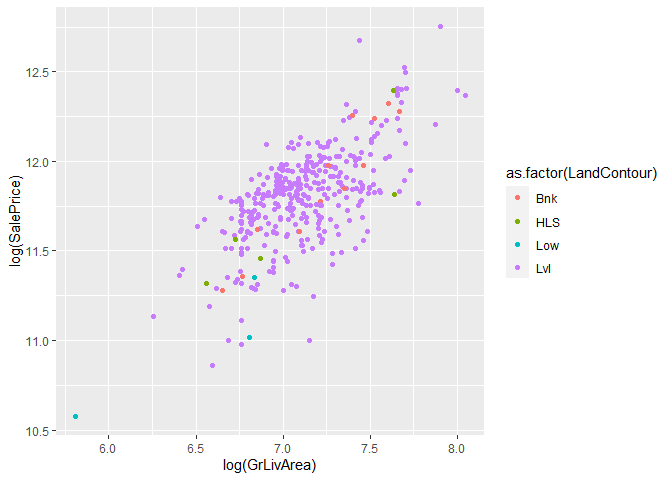 12.5
12.0
11.5
11.0
10.5
log(SalePrice)
6.0 6.5 7.0 7.5 8.0
log(GrLivArea)
as.factor(LandContour)
Bnk
HLS
Low
Lvl